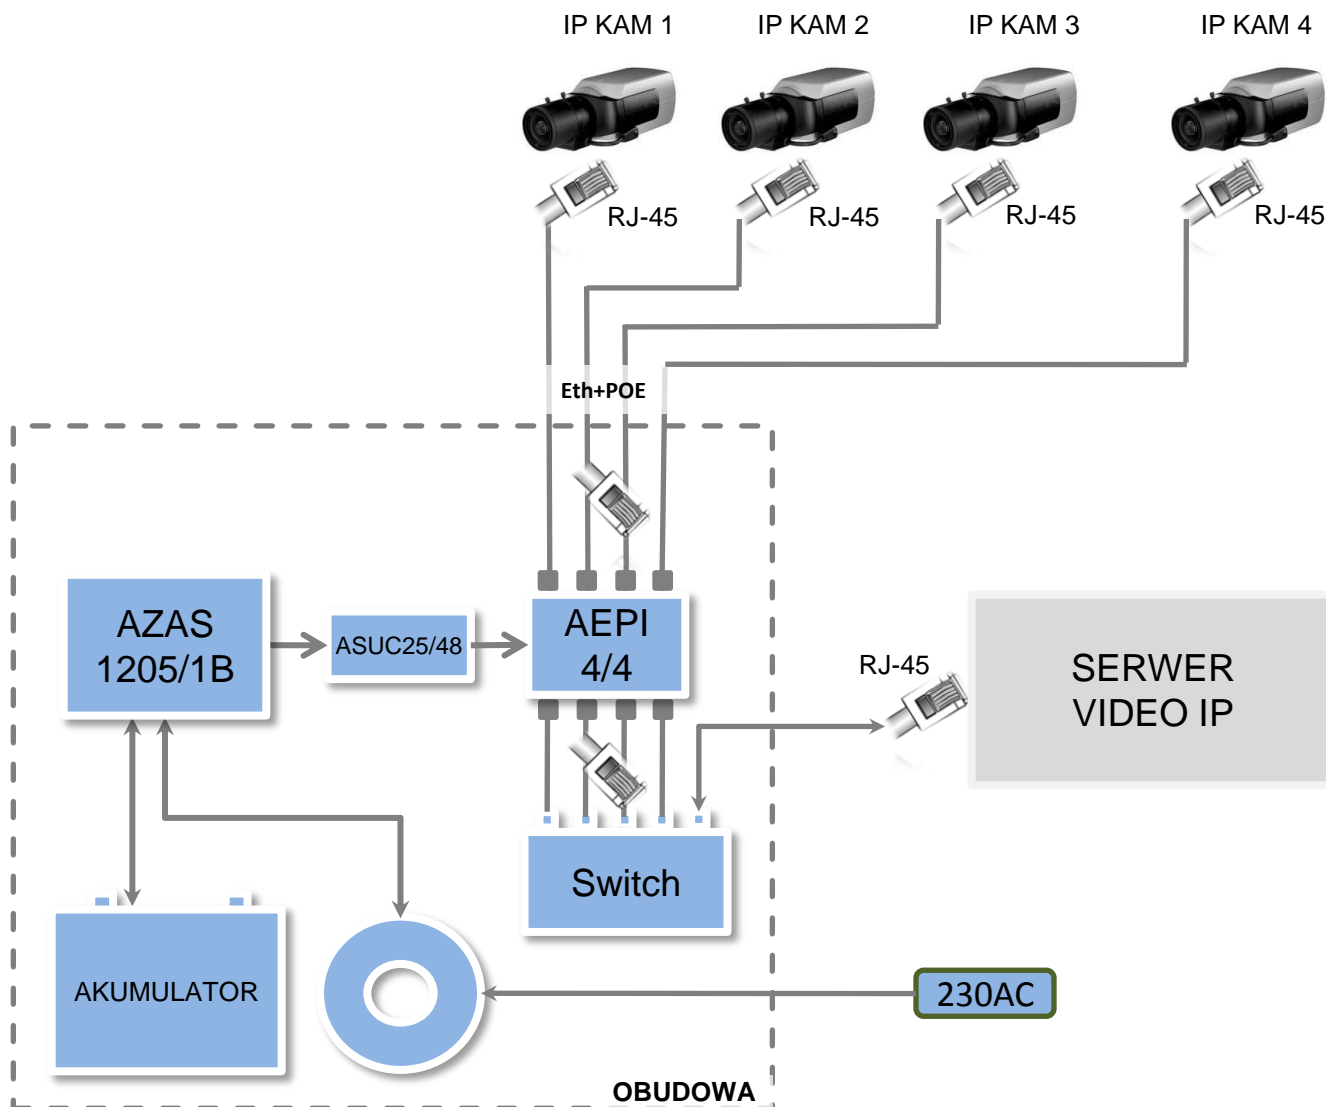 IP KAM 1
IP KAM 2
IP KAM 3
IP KAM 4
RJ-45
RJ-45
RJ-45
RJ-45
Eth+POE
AZAS
1205/1B
ASUC25/48
AEPI
4/4
RJ-45
SERWER
VIDEO IP
Switch
AKUMULATOR
230AC
OBUDOWA